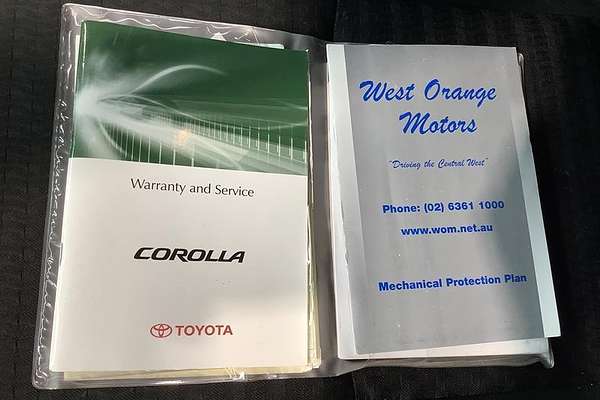 Warranty and Service
COROLLA
TOYOTA
West Orange
Motors
"Driving the Central West"
Phone: (02) 6361 1000
www.wom.net.au
Mechanical Protection Plan